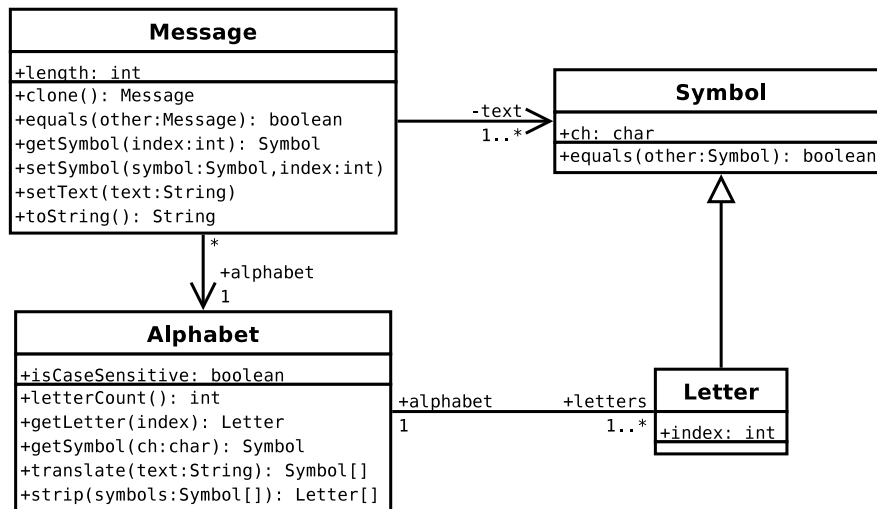 Message
+length: int
+clone(): Message
+equals(other:Message): boolean
+getSymbol(index:int): Symbol
+setSymbol(symbol:Symbol,index:int)
+setText(text:String)
+toString(): String
-text
1..*
Symbol
+ch: char
+equals(other:Symbol): boolean
*
+alphabet
1
Alphabet
+isCaseSensitive: boolean
+letterCount(): int
+getLetter(index): Letter
+getSymbol(ch:char): Symbol
+translate(text:String): Symbol[]
+strip(symbols:Symbol[]): Letter[]
+alphabet
1
+letters
1..*
Letter
+index: int